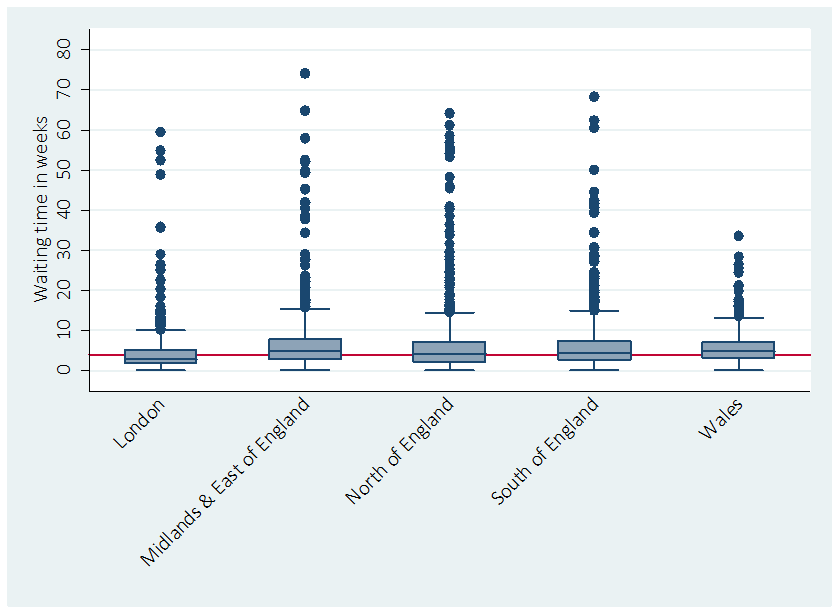 Waiting time in weeks
80
70
60
50
40
30
20
10
0
London
Midlands & East of England
North of England
South of England
Wales